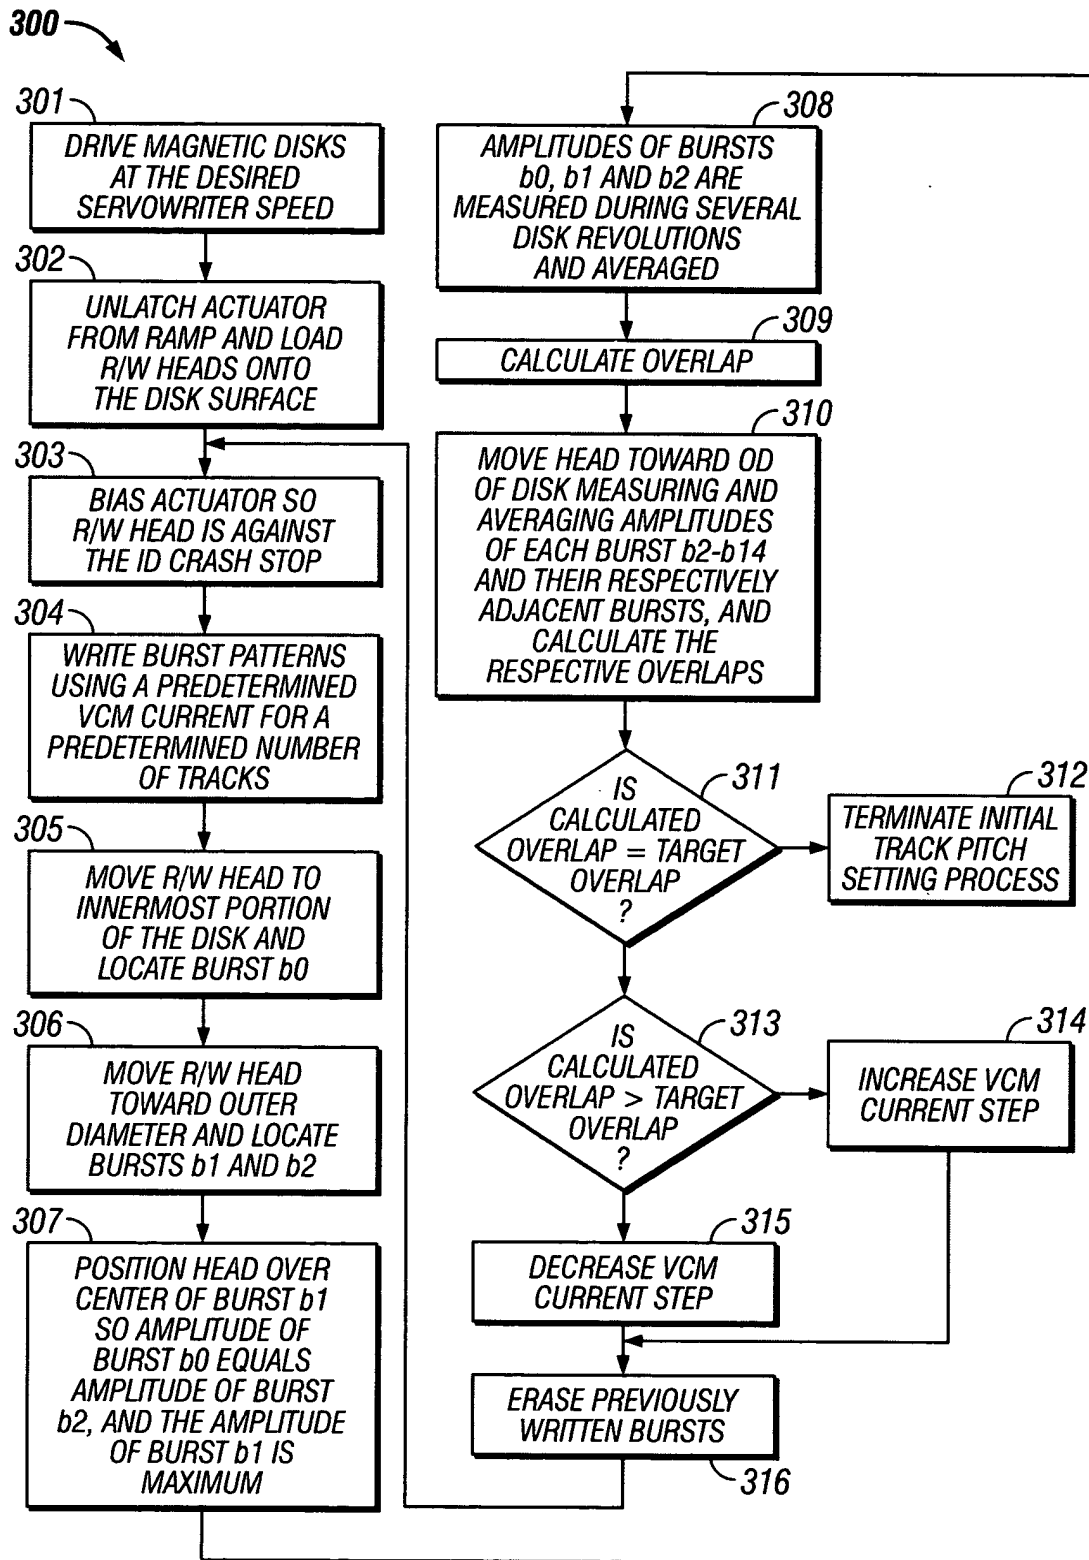 300
301
DRIVE MAGNETIC DISKS
AT THE DESIRED
SERVOWRITER SPEED
302
UNLATCH ACTUATOR
FROM RAMP AND LOAD
R/W HEADS ONTO
THE DISK SURFACE
303
BIAS ACTUATOR SO
R/W HEAD IS AGAINST
THE ID CRASH STOP
304
WRITE BURST PATTERNS
USING A PREDETERMINED
VCM CURRENT FOR A
PREDETERMINED NUMBER
OF TRACKS
305
MOVE R/W HEAD TO
INNERMOST PORTION
OF THE DISK AND
LOCATE BURST b0
306
MOVE R/W HEAD
TOWARD OUTER
DIAMETER AND LOCATE
BURSTS b1 AND b2
307
POSITION HEAD OVER
CENTER OF BURST b1
SO AMPLITUDE OF
BURST b0 EQUALS
AMPLITUDE OF BURST
b2, AND THE AMPLITUDE
OF BURST b1 IS
MAXIMUM
308
AMPLITUDES OF BURSTS
b0, b1 AND b2 ARE
MEASURED DURING SEVERAL
DISK REVOLUTIONS
AND AVERAGED
309
CALCULATE OVERLAP
310
MOVE HEAD TOWARD OD
OF DISK MEASURING AND
AVERAGING AMPLITUDES
OF EACH BURST b2-b14
AND THEIR RESPECTIVELY
ADJACENT BURSTS, AND
CALCULATE THE
RESPECTIVE OVERLAPS
311
IS
CALCULATED
OVERLAP = TARGET
OVERLAP
?
312
TERMINATE INITIAL
TRACK PITCH
SETTING PROCESS
313
IS
CALCULATED
OVERLAP > TARGET
OVERLAP
?
314
INCREASE VCM
CURRENT STEP
315
DECREASE VCM
CURRENT STEP
ERASE PREVIOUSLY
WRITTEN BURSTS
316